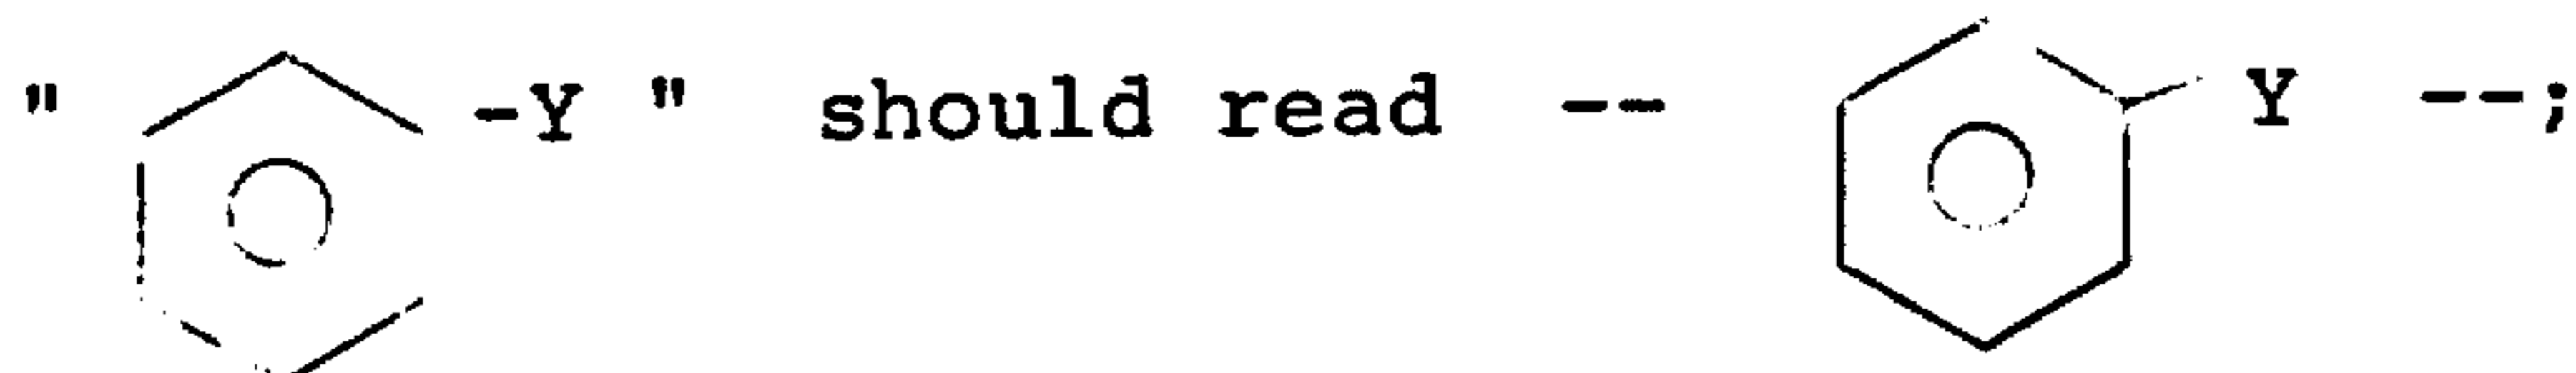 " -Y " should read -- Y --;